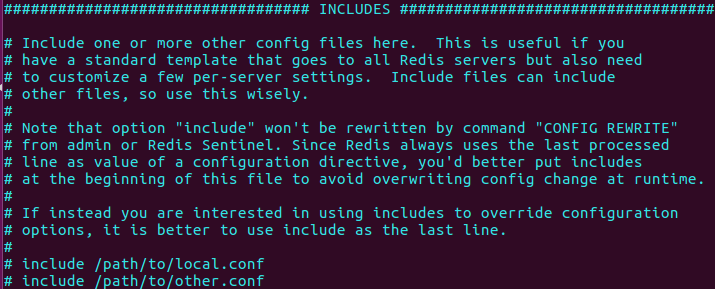 ################################## INCLUDES ###################################
# Include one or more other config files here.  This is useful if you
# have a standard template that goes to all Redis servers but also need
# to customize a few per-server settings.  Include files can include
# other files, so use this wisely.
#
# Note that option "include" won't be rewritten by command "CONFIG REWRITE"
# from admin or Redis Sentinel. Since Redis always uses the last processed
# line as value of a configuration directive, you'd better put includes
# at the beginning of this file to avoid overwriting config change at runtime.
#
# If instead you are interested in using includes to override configuration
# options, it is better to use include as the last line.
#
# include /path/to/local.conf
# include /path/to/other.conf